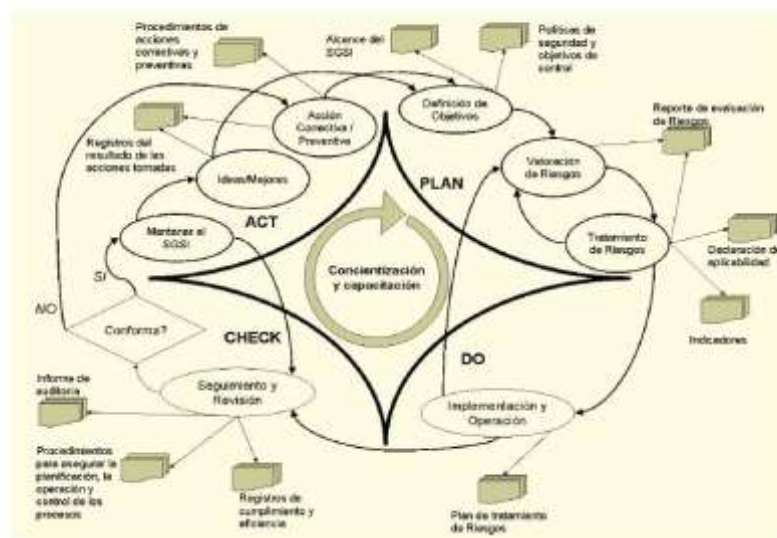 Procedimientos de
acciones
correctivas y
preventivas
Alcance del
SGSI
Políticas de
seguridad y
objetivos de
control
Acción
Correctiva /
Preventiva
Definición de
Objetivos
Reporte de evaluación
de Riesgos
Registros del
resultado de las
acciones tomadas
Ideas/Mejoras
Valoración
de Riesgos
PLAN
ACT
Mantener el
SGSI
Tratamiento
de Riesgos
Declaración de
aplicabilidad
Concientización
y capacitación
SI
NO
Conforma?
CHECK
Indicadores
DO
Informe de
auditoria
Seguimiento y
Revisión
Implementación y
Operación
Procedimientos
para asegurar la
planificación, la
operación y
control de los
procesos
Registros de
cumplimiento y
eficiencia
Plan de tratamiento
de Riesgos